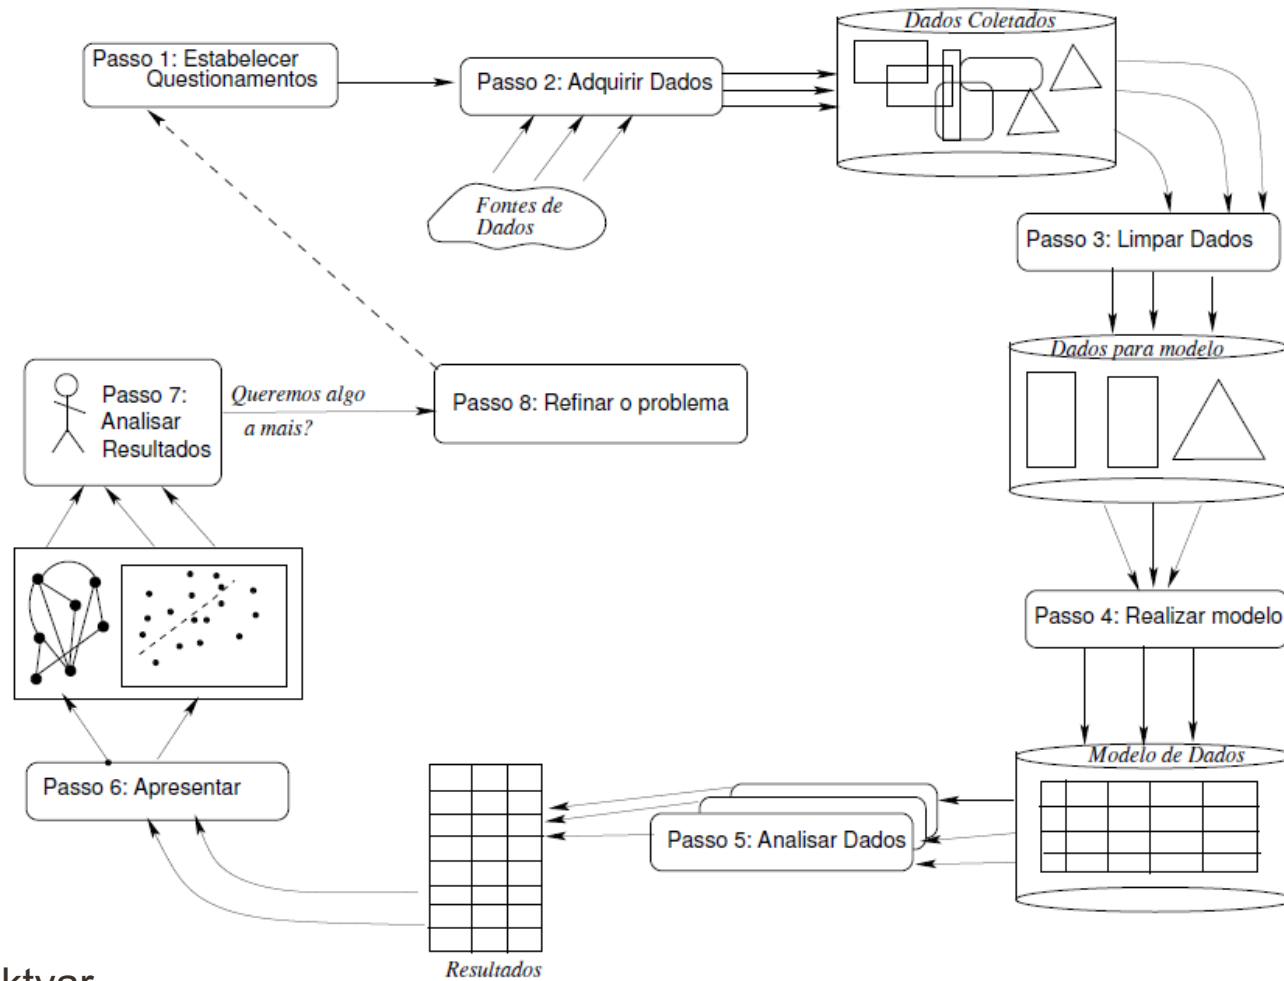 Dados Coletados
Passo 1: Estabelecer
Questionamentos
Passo 2: Adquirir Dados
Fontes de
Dados
Passo 3: Limpar Dados
Dados para modelo
Passo 7:
Analisar
Resultados
Queremos algo
a mais?
Passo 8: Refinar o problema
Passo 4: Realizar modelo
Modelo de Dados
Passo 6: Apresentar
Passo 5: Analisar Dados
Resultados